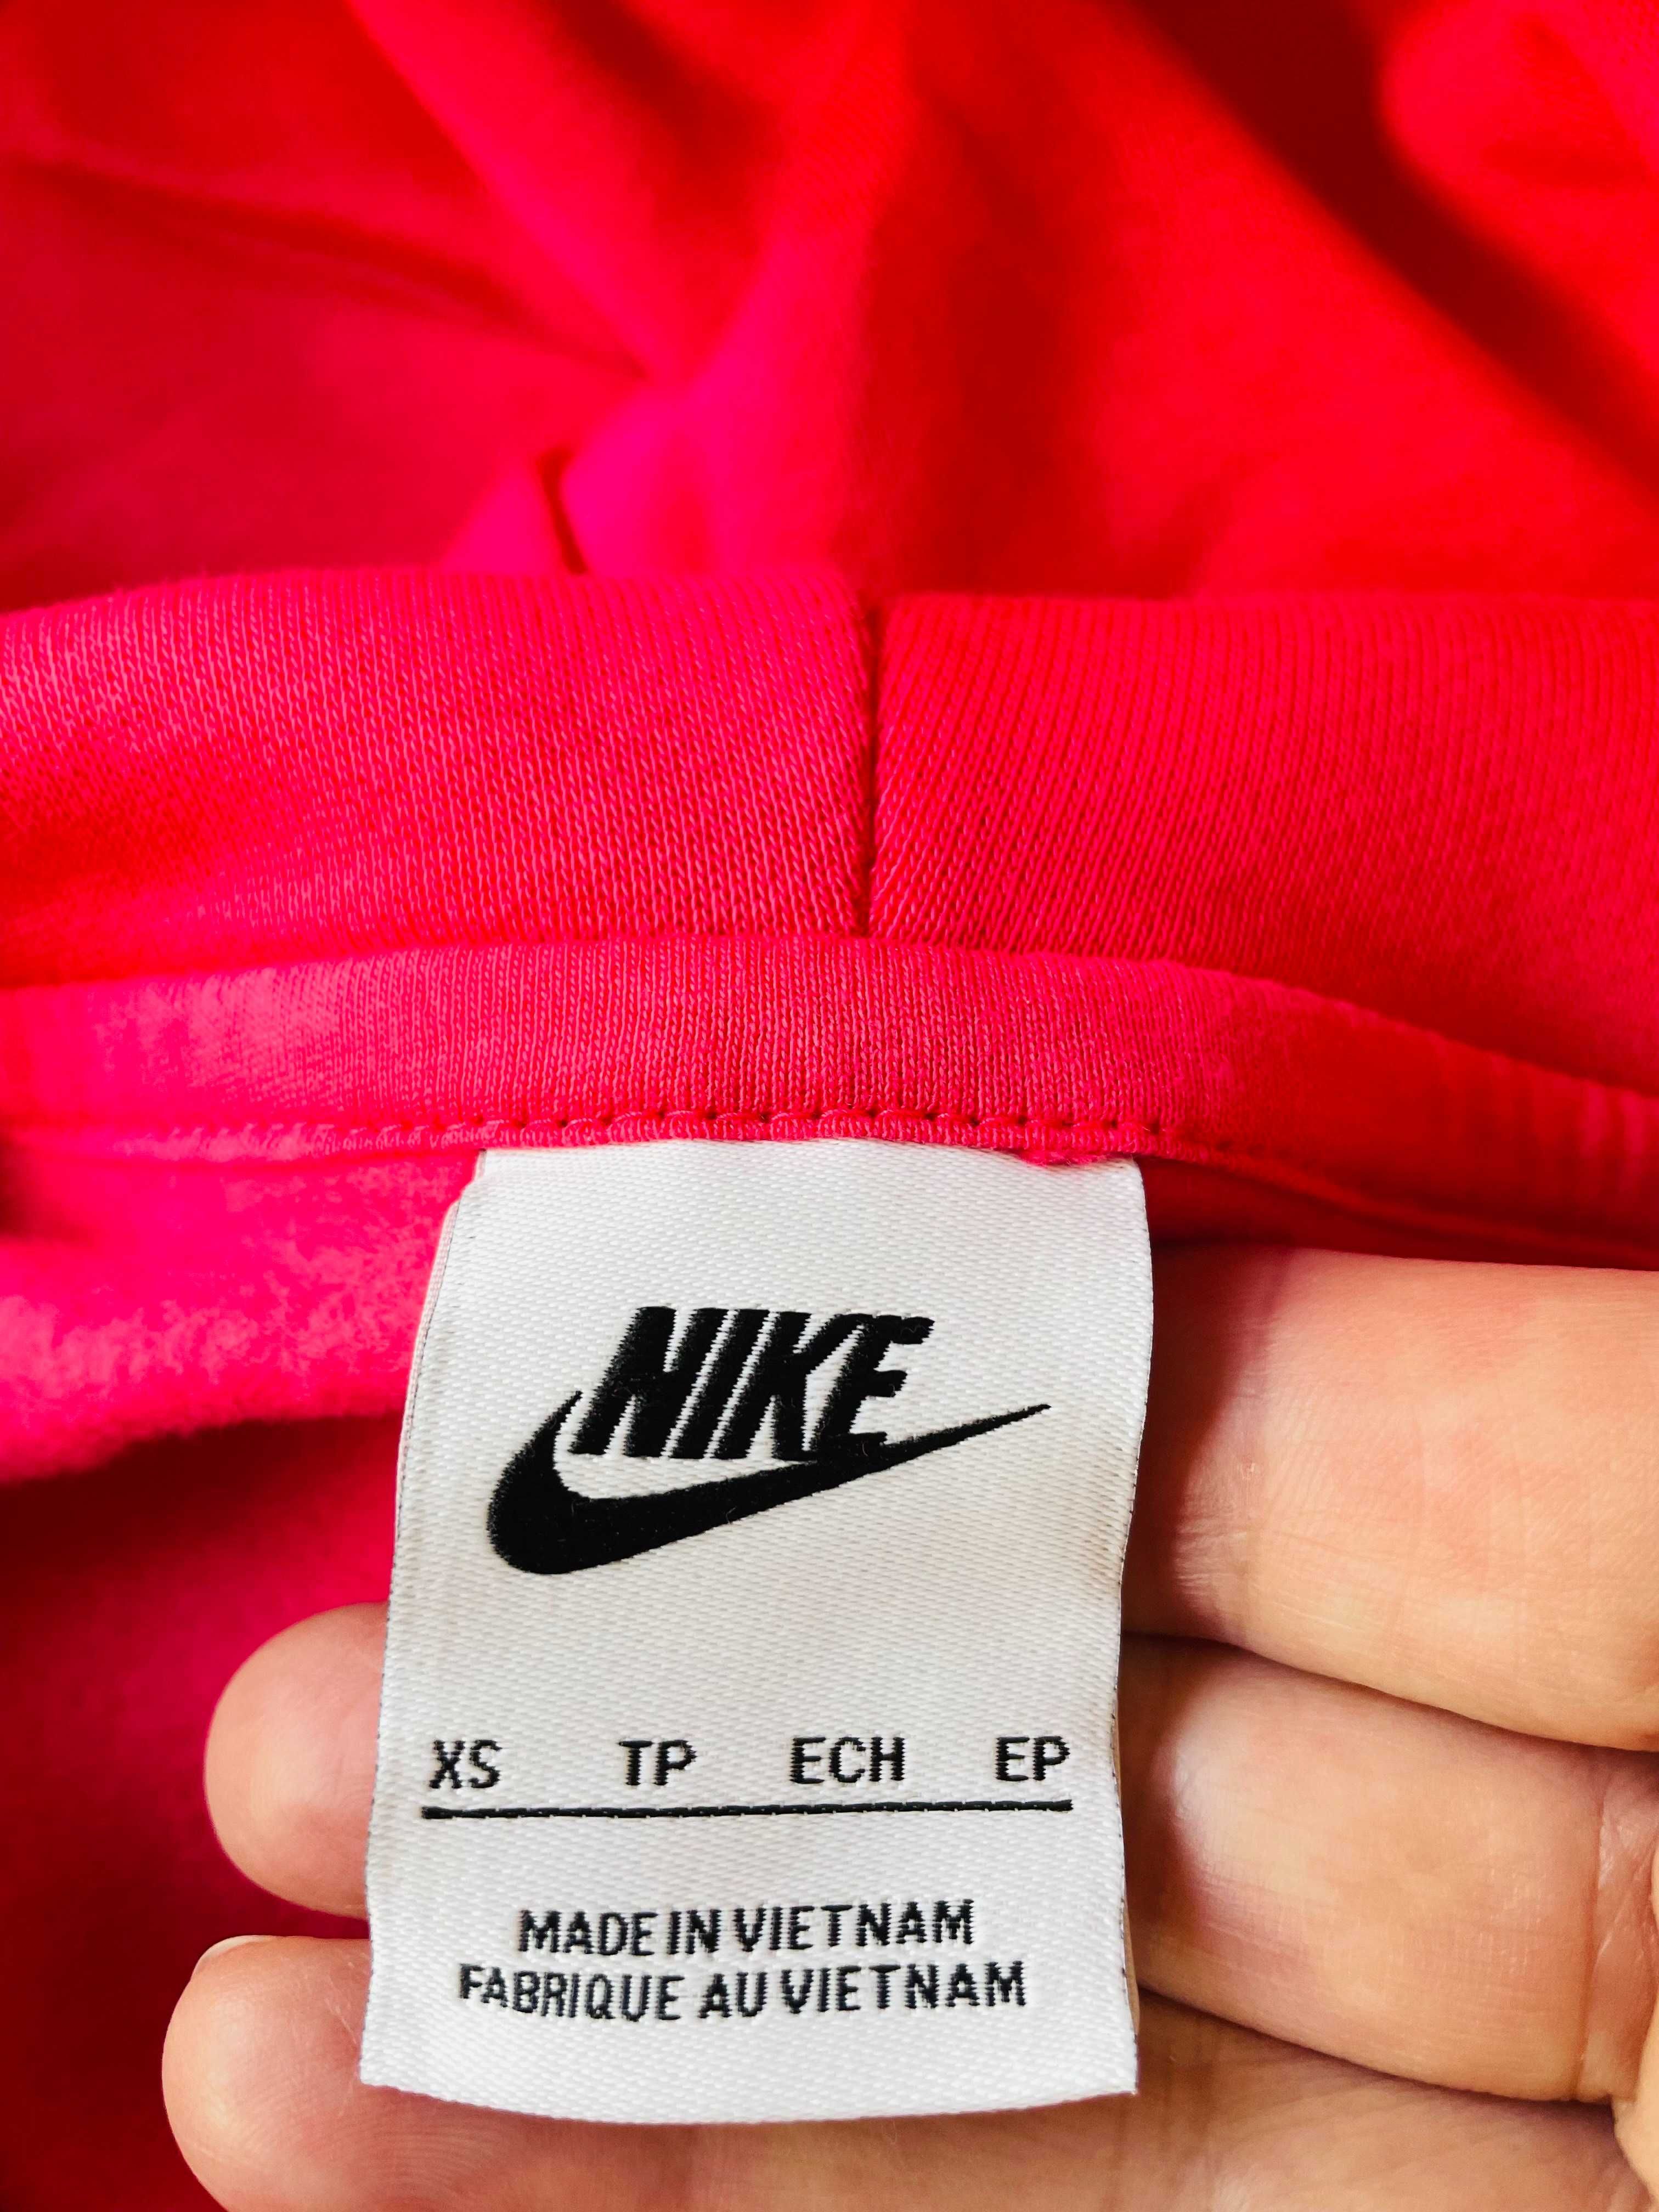 NIKE
XS TP ECH EP
MADE IN VIETNAM
FABRIQUE AU VIETNAM